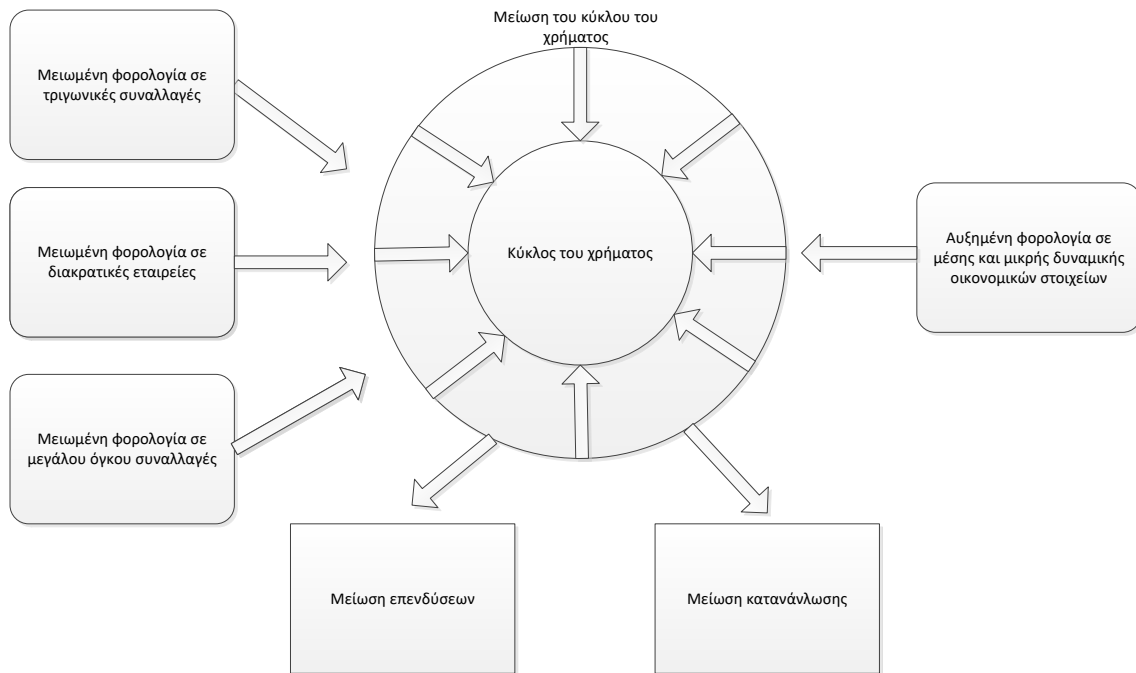 Μείωση του κύκλου του
χρήματος
Μειωμένη φορολογία σε
τριγωνικές συναλλαγές
Μειωμένη φορολογία σε
διακρατικές εταιρείες
Κύκλος του χρήματος
Αυξημένη φορολογία σε
μέσης και μικρής δυναμικής
οικονομικών στοιχείων
Μειωμένη φορολογία σε
μεγάλου όγκου συναλλαγές
Μείωση επενδύσεων
Μείωση κατανάνλωσης